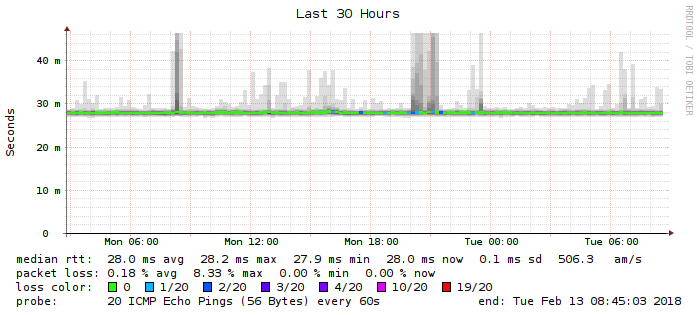 Last 30 Hours
RRDTOOL / TOBI OETIKER
Seconds
40 m
30 m
20 m
10 m
0
Mon 06:00 Mon 12:00 Mon 18:00 Tue 00:00 Tue 06:00
median rtt: 28.0 ms avg 28.2 ms max 27.9 ms min 28.0 ms now 0.1 ms sd 506.3 am/s
packet loss: 0.18 % avg 8.33 % max 0.00 % min 0.00 % now
loss color: 0 1/20 2/20 3/20 4/20 10/20 19/20
probe: 20 ICMP Echo Pings (56 Bytes) every 60s end: Tue Feb 13 08:45:03 2018